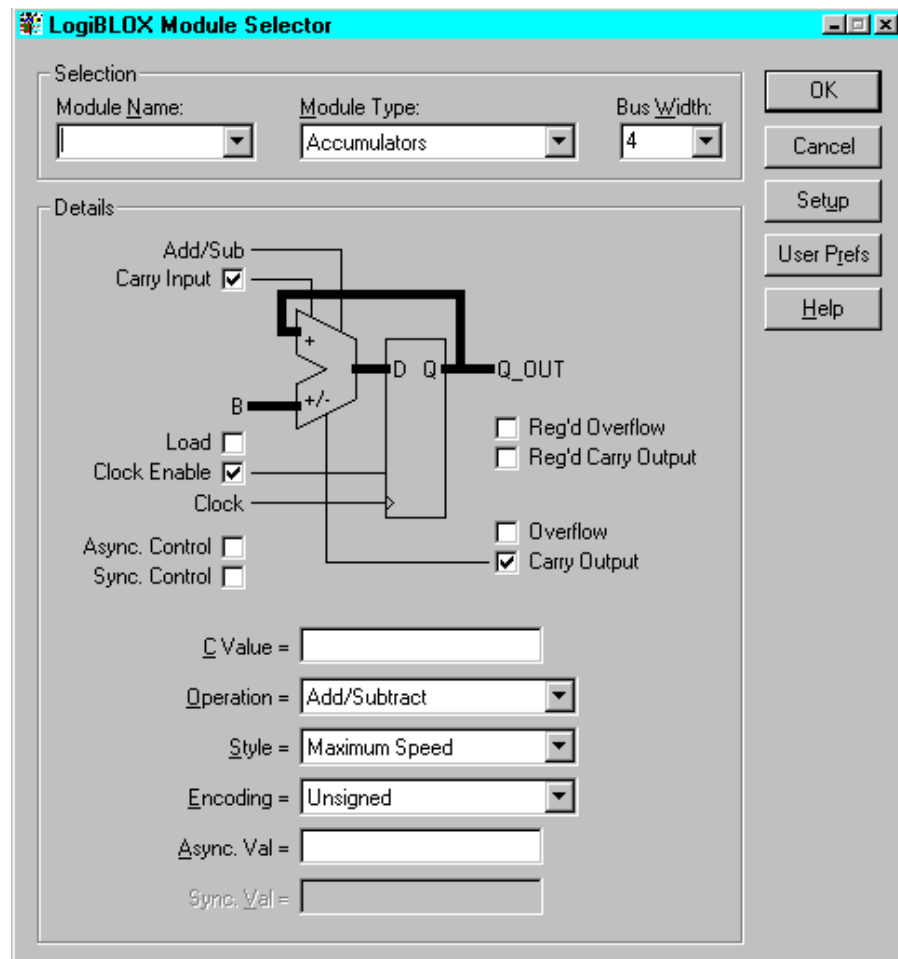 LogiBLOX Module Selector
Selection
Module Name: Module Type: Bus Width:
Accumulators 4
OK
Cancel
Setup
User Prefs
Help
Details
Add/Sub
Carry Input
+
D Q Q_OUT
B +/-
Load
Clock Enable
Clock
Async. Control
Sync. Control
Reg'd Overflow
Reg'd Carry Output
Overflow
Carry Output
C Value =
Operation = Add/Subtract
Style = Maximum Speed
Encoding = Unsigned
Async. Val =
Sync. Val =